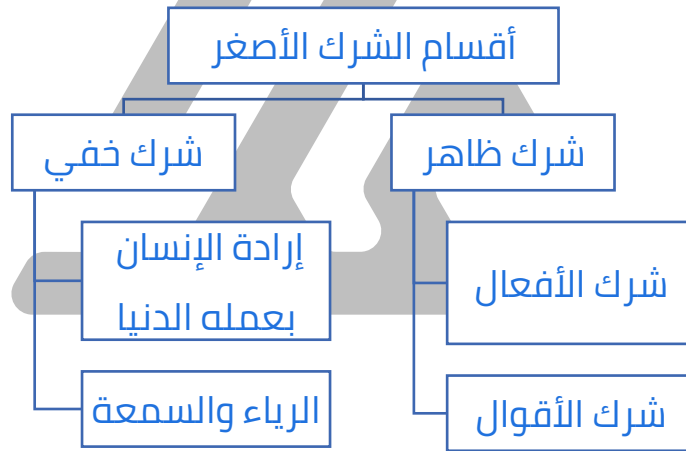 أقسام الشرك الأصغر
شرك ظاهر
شرك خفي
شرك الأفعال
إرادة الإنسان
بعمله الدنيا
شرك الأقوال
الرياء والسمعة